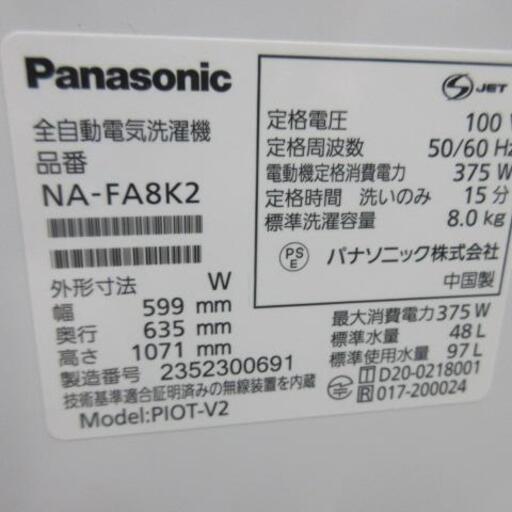 Panasonic
全自動電気洗濯機
品番
NA-FA8K2
外形寸法 W
幅 599 mm
奥行 635 mm
高さ 1071 mm
製造番号 2352300691
技術基準適合証明済みの無線装置を内蔵
Model:PIOT-V2
S JET
定格電圧 100 V
定格周波数 50/60 Hz
電動機定格消費電力 375 W
定格時間 洗いのみ 15 分
標準洗濯容量 8.0 kg
PS E パナソニック株式会社
中国製
最大消費電力375 W
標準水量 48 L
標準使用水量 97 L
T D20-0218001
R 017-200024